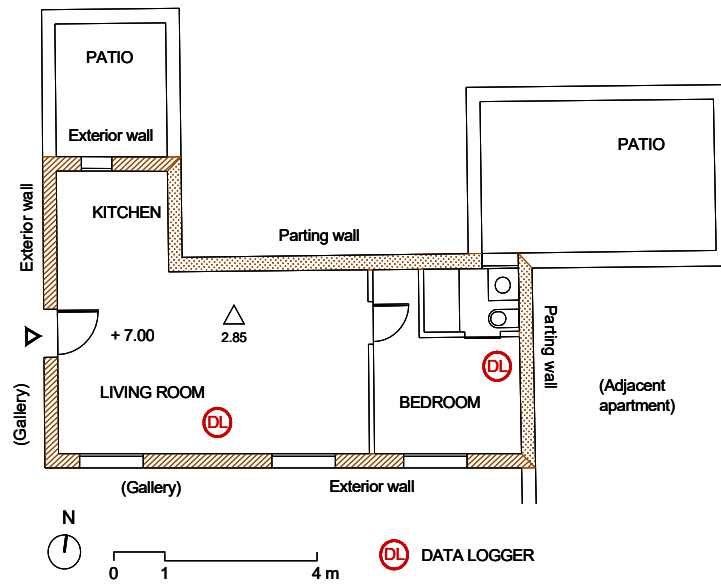 PATIO
Exterior wall
PATIO
Exterior wall
KITCHEN
Parting wall
+ 7.00
2.85
Parting wall
LIVING ROOM
DL
DL
BEDROOM
(Adjacent
apartment)
(Gallery)
(Gallery)
Exterior wall
N
0
1
4 m
DL
DATA LOGGER